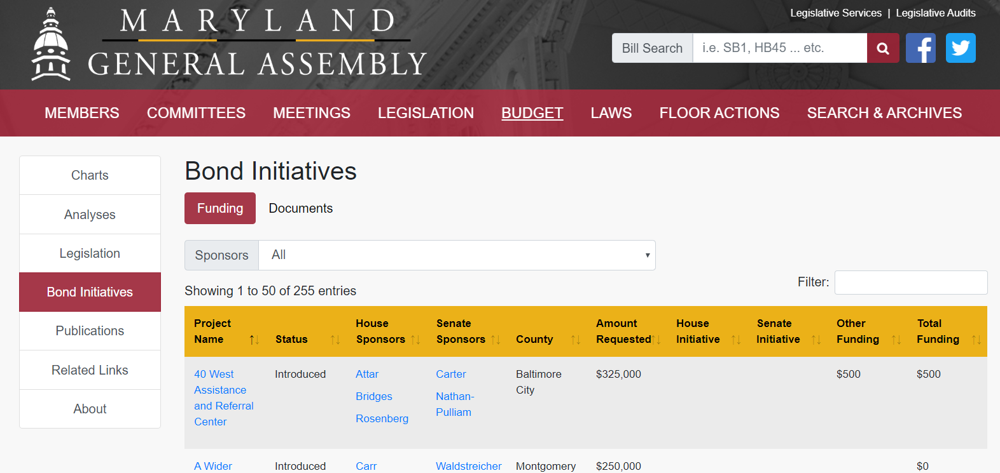 Legislative Services | Legislative Audits
MARYLAND
GENERAL ASSEMBLY
Bill Search i.e. SB1, HB45 ... etc.
MEMBERS COMMITTEES MEETINGS LEGISLATION BUDGET LAWS FLOOR ACTIONS SEARCH & ARCHIVES
Charts
Analyses
Legislation
Bond Initiatives
Publications
Related Links
About
Bond Initiatives
Funding Documents
Sponsors All
Filter:
Showing 1 to 50 of 255 entries
Project Name Status House Sponsors Senate Sponsors County Amount Requested House Initiative Senate Initiative Other Funding Total Funding
40 West Introduced Attar Carter Baltimore $325,000 $500 $500
Assistance Bridges Nathan- City
and Referral Rosenberg Pulliam
Center
A Wider Introduced Carr Waldstreicher Montgomery $250,000 $0